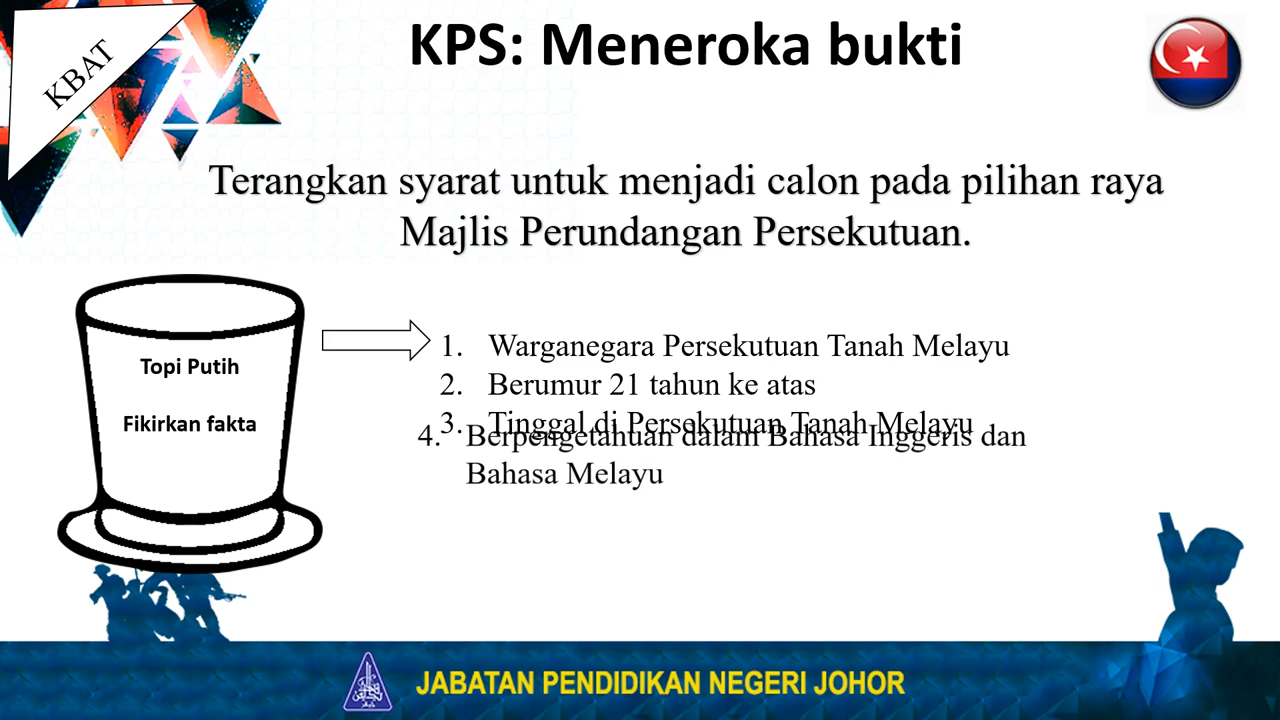 KBAT
KPS: Meneroka bukti
Terangkan syarat untuk menjadi calon pada pilihan raya
Majlis Perundangan Persekutuan.
Topi Putih
Fikirkan fakta
1. Warganegara Persekutuan Tanah Melayu
2. Berumur 21 tahun ke atas
3. Tinggal di Persekutuan Tanah Melayu
4. Berpengetahuan dalam Bahasa Inggeris dan
Bahasa Melayu
JABATAN PENDIDIKAN NEGERI JOHOR